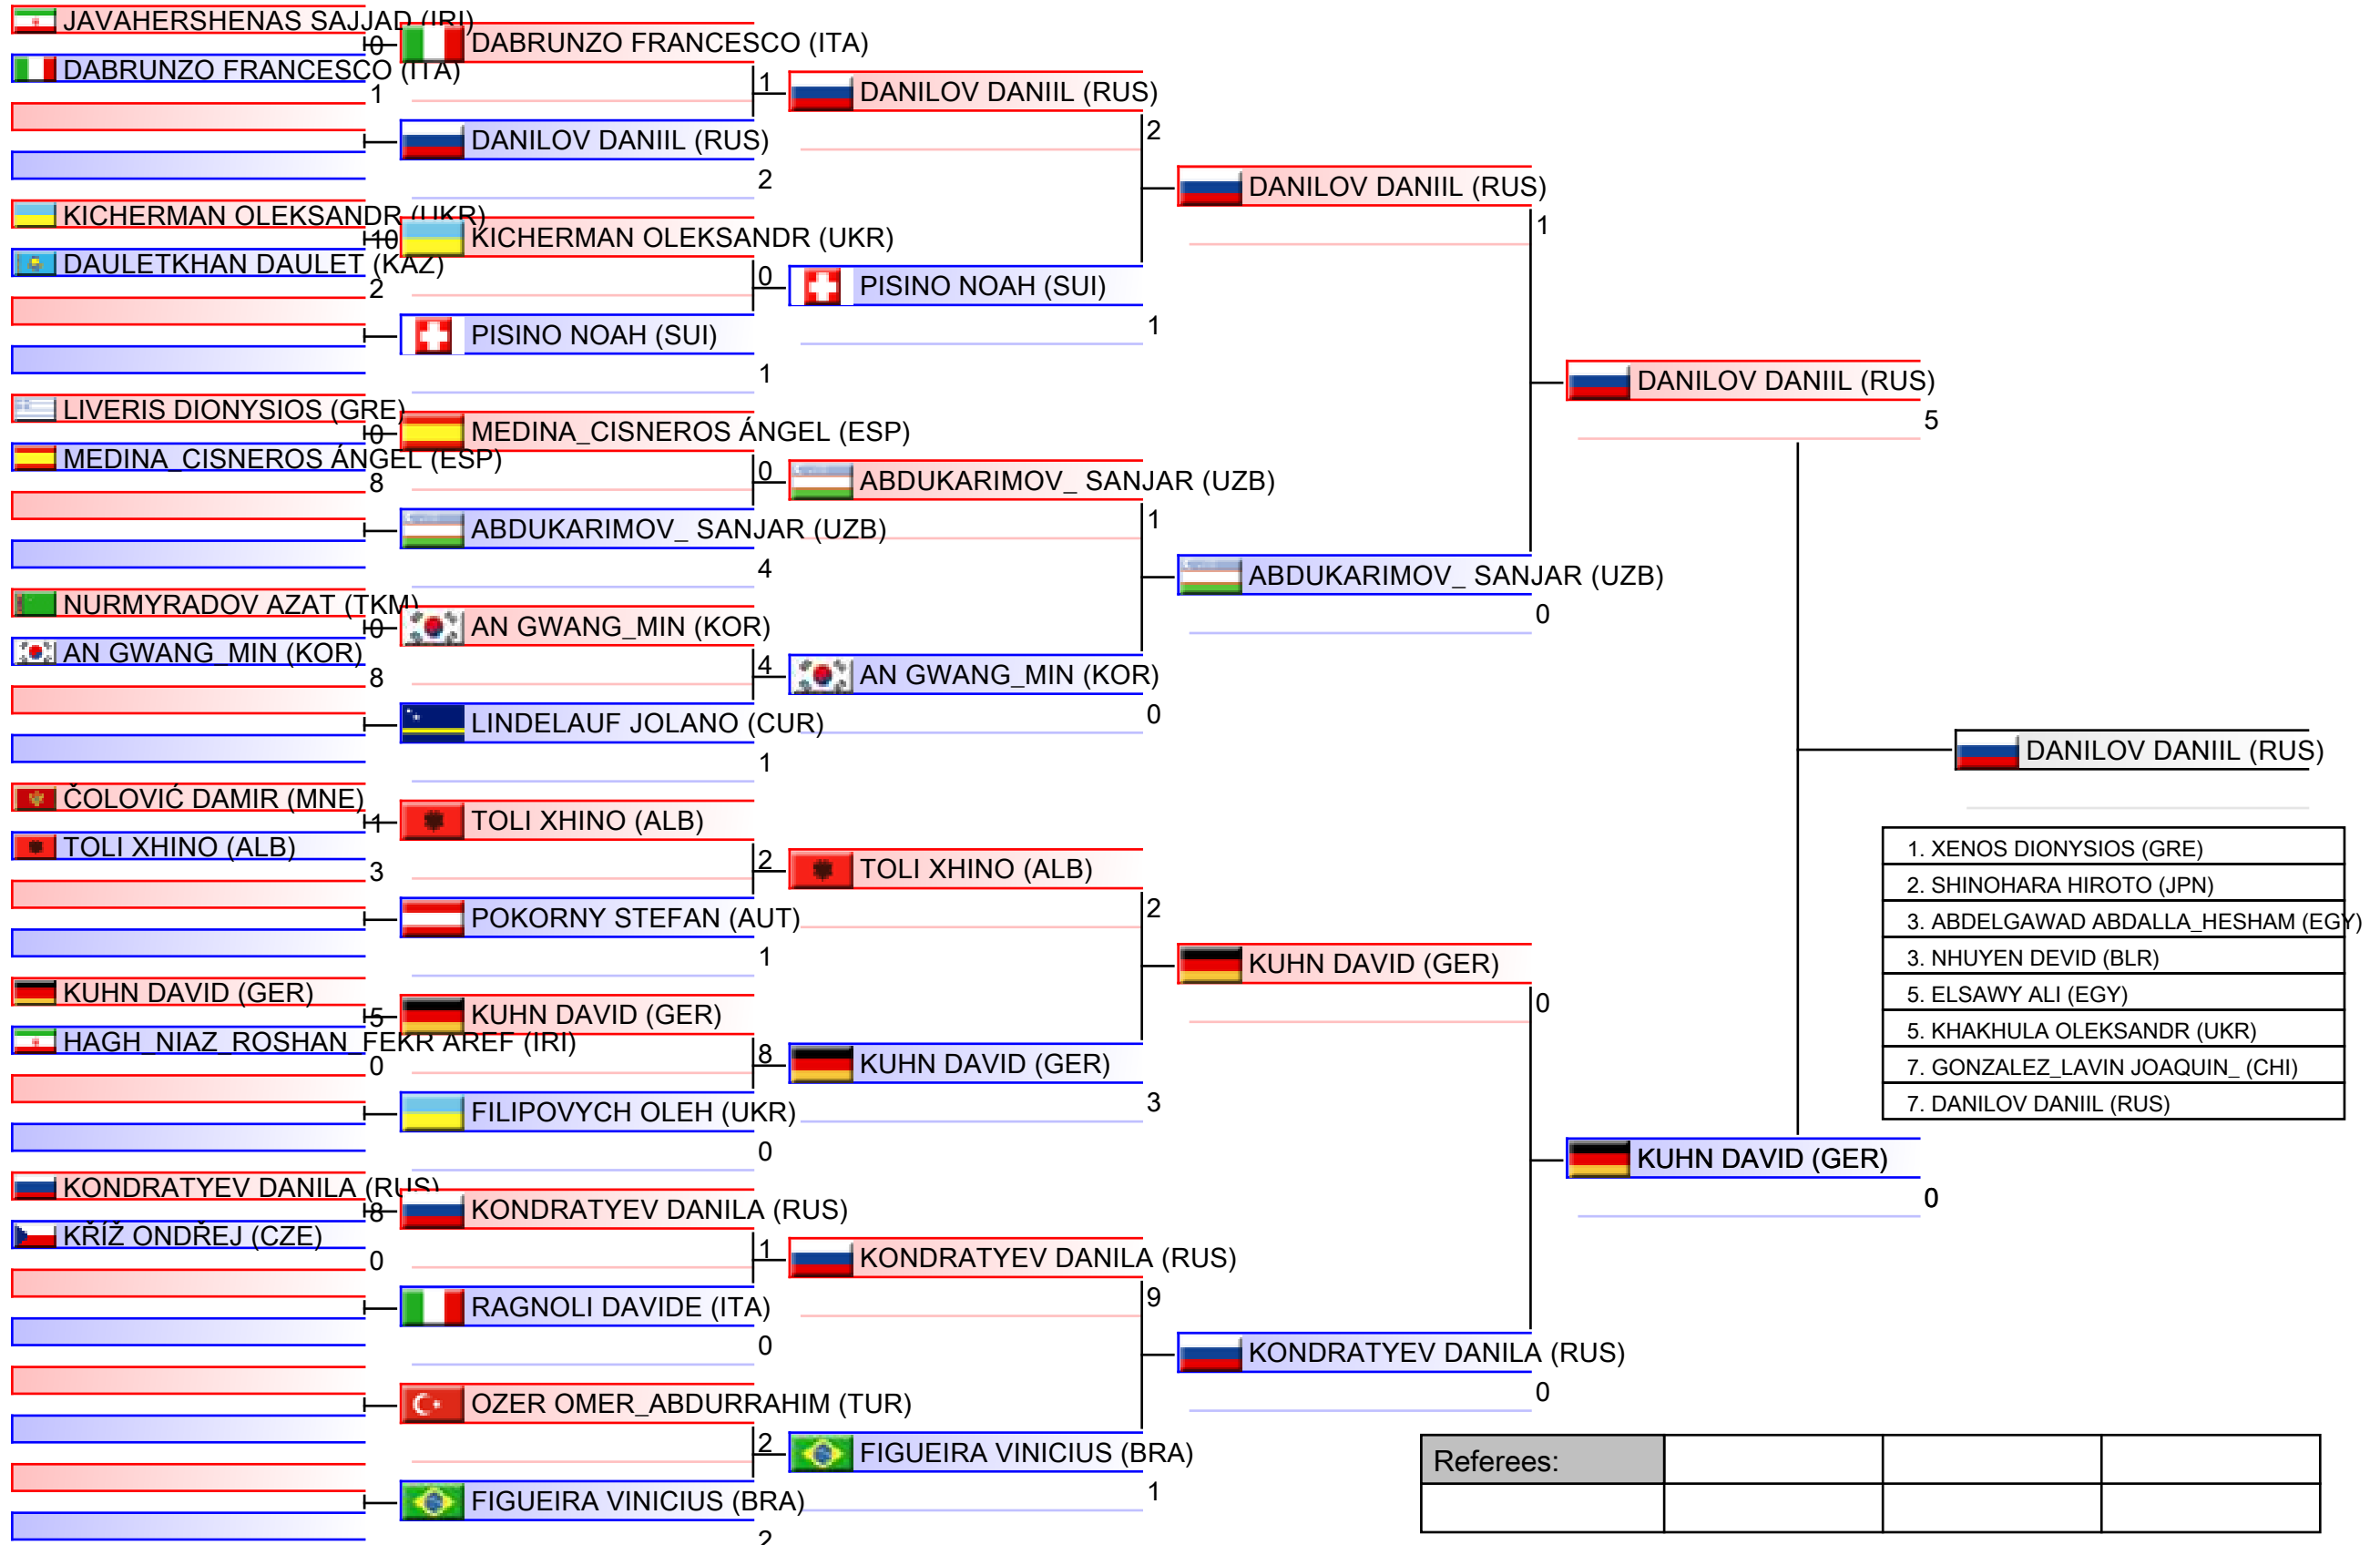 JAVAHERSHENAS SAJJAD (IRI)
0
DABRUNZO FRANCESCO (ITA)
1
KICHERMAN OLEKSANDR (UKR)
10
DAULETKHAN DAULET (KAZ)
2
LIVERIS DIONYSIOS (GRE)
0
MEDINA_CISNEROS ÁNGEL (ESP)
8
NURMYRADOV AZAT (TKM)
0
AN GWANG_MIN (KOR)
8
ČOLOVIĆ DAMIR (MNE)
1
TOLI XHINO (ALB)
3
KUHN DAVID (GER)
5
HAGH_NIAZ_ROSHAN_FEKR AREF (IRI)
0
KONDRATYEV DANILA (RUS)
8
KŘÍŽ ONDŘEJ (CZE)
0
DABRUNZO FRANCESCO (ITA)
1
DANILOV DANIIL (RUS)
2
KICHERMAN OLEKSANDR (UKR)
0
PISINO NOAH (SUI)
1
MEDINA_CISNEROS ÁNGEL (ESP)
0
ABDUKARIMOV_ SANJAR (UZB)
4
AN GWANG_MIN (KOR)
4
LINDELAUF JOLANO (CUR)
1
TOLI XHINO (ALB)
2
POKORNY STEFAN (AUT)
1
KUHN DAVID (GER)
8
FILIPOVYCH OLEH (UKR)
0
KONDRATYEV DANILA (RUS)
1
RAGNOLI DAVIDE (ITA)
0
OZER OMER_ABDURRAHIM (TUR)
2
FIGUEIRA VINICIUS (BRA)
2
DANILOV DANIIL (RUS)
2
PISINO NOAH (SUI)
1
ABDUKARIMOV_ SANJAR (UZB)
1
AN GWANG_MIN (KOR)
0
TOLI XHINO (ALB)
2
KUHN DAVID (GER)
3
KONDRATYEV DANILA (RUS)
9
FIGUEIRA VINICIUS (BRA)
1
DANILOV DANIIL (RUS)
1
ABDUKARIMOV_ SANJAR (UZB)
0
KUHN DAVID (GER)
0
KONDRATYEV DANILA (RUS)
0
DANILOV DANIIL (RUS)
5
KUHN DAVID (GER)
0
DANILOV DANIIL (RUS)
1. XENOS DIONYSIOS (GRE)
2. SHINOHARA HIROTO (JPN)
3. ABDELGAWAD ABDALLA_HESHAM (EGY)
3. NHUYEN DEVID (BLR)
5. ELSAWY ALI (EGY)
5. KHAKHULA OLEKSANDR (UKR)
7. GONZALEZ_LAVIN JOAQUIN_ (CHI)
7. DANILOV DANIIL (RUS)
Referees: